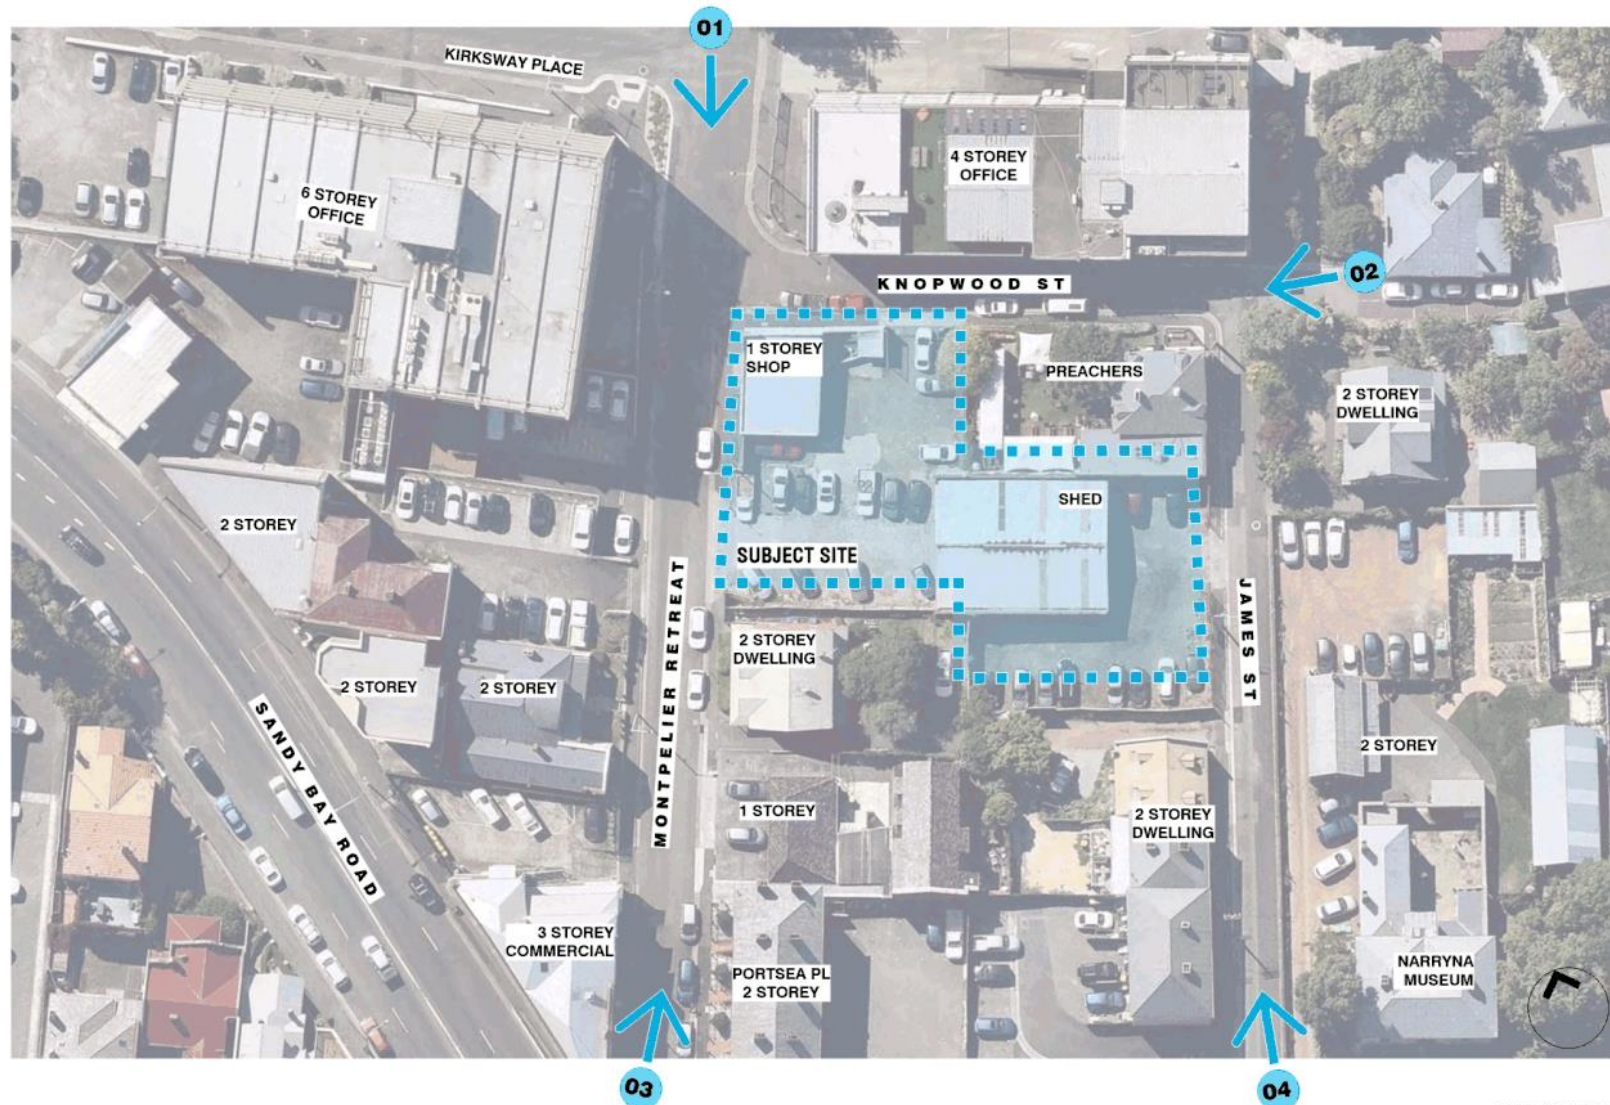 01
KIRKSWAY PLACE
4 STOREY
OFFICE
6 STOREY
OFFICE
02
KNOPWOOD ST
1 STOREY
SHOP
PREACHERS
2 STOREY
DWELLING
SHED
2 STOREY
SUBJECT SITE
MONTPELIER RETREAT
JAMES ST
2 STOREY
DWELLING
2 STOREY
2 STOREY
SANDY BAY ROAD
2 STOREY
1 STOREY
2 STOREY
DWELLING
3 STOREY
COMMERCIAL
PORTSEA PL
2 STOREY
NARRYNA
MUSEUM
03
04